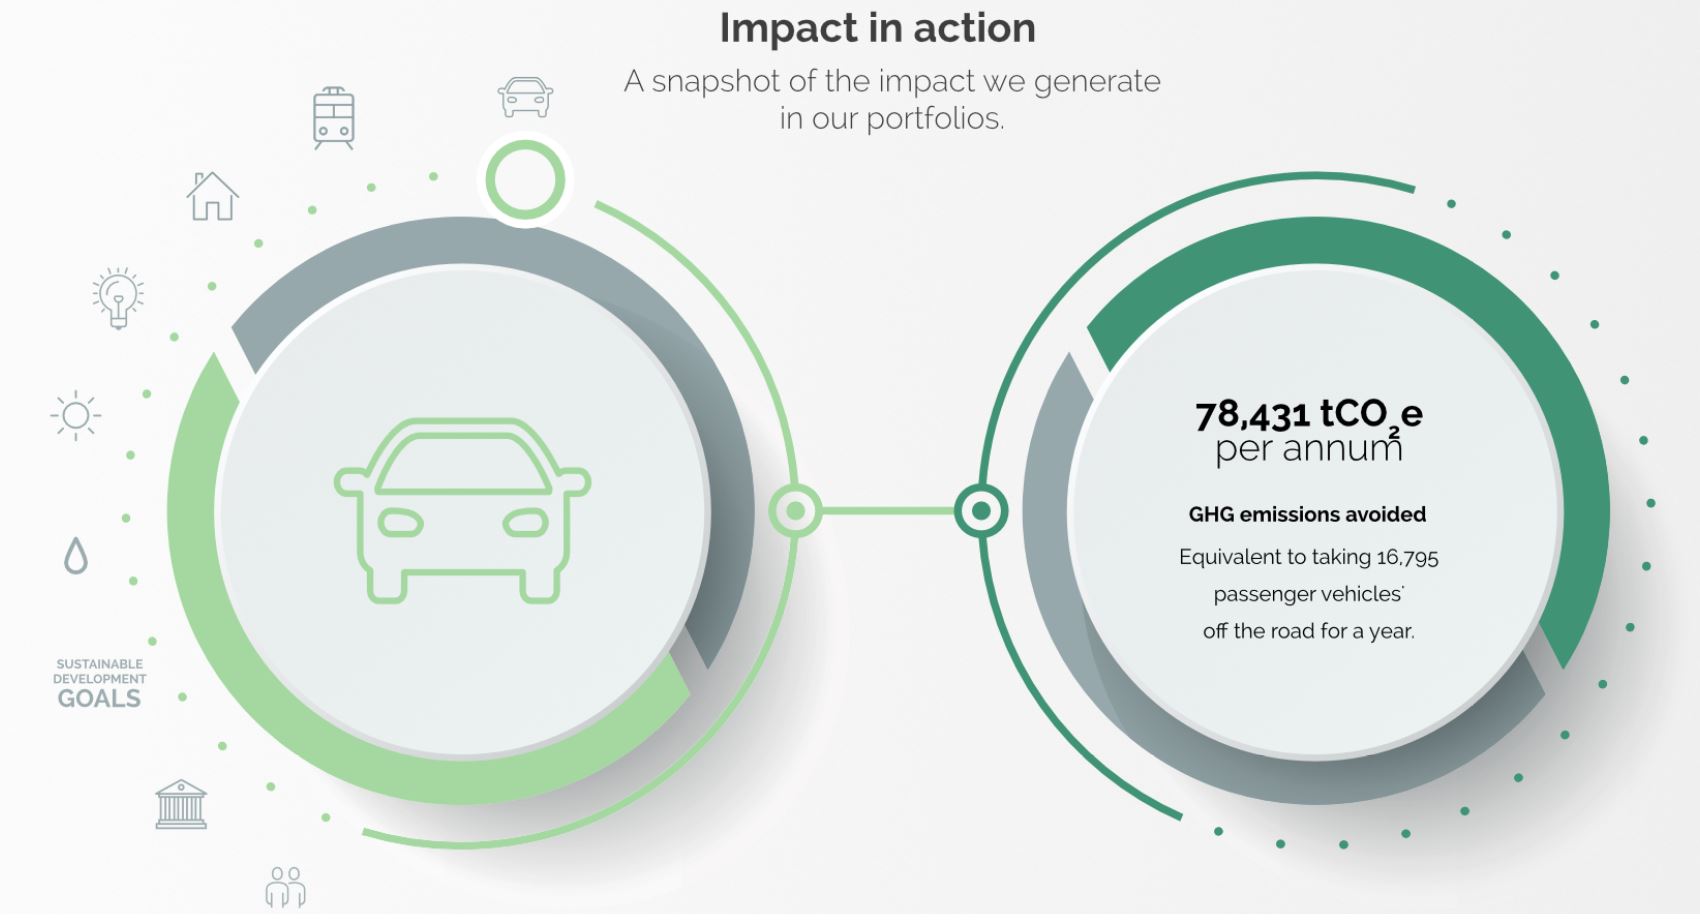 Impact in action
A snapshot of the impact we generate
in our portfolios.
78,431 tCO₂e
per annum
GHG emissions avoided
Equivalent to taking 16,795
passenger vehicles*
off the road for a year.
SUSTAINABLE
DEVELOPMENT
GOALS